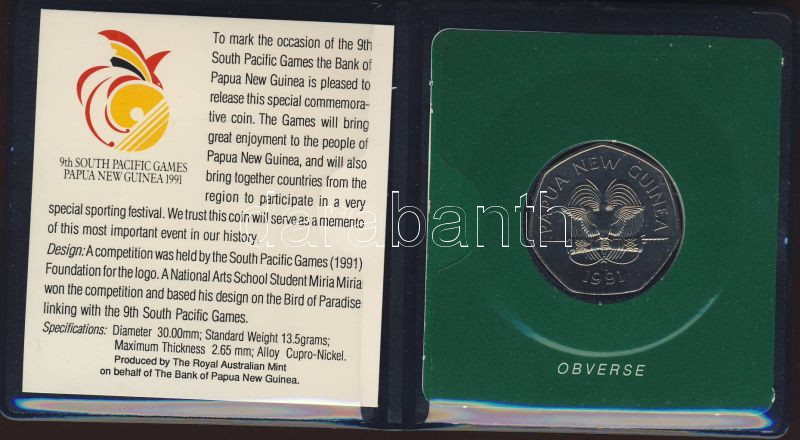 To mark the occasion of the 9th
South Pacific Games the Bank of
Papua New Guinea is pleased to
release this special commemora-
tive coin. The Games will bring
great enjoyment to the people of
Papua New Guinea, and will also
bring together countries from the
region to participate in a very
special sporting festival. We trust this coin will serve as a memento
of this most important event in our history.
9th SOUTH PACIFIC GAMES
PAPUA NEW GUINEA 1991
Design: A competition was held by the South Pacific Games (1991)
Foundation for the logo. A National Arts School Student Miria Miria
won the competition and based his design on the Bird of Paradise
linking with the 9th South Pacific Games.
Specifications: Diameter 30.00mm; Standard Weight 13.5grams;
Maximum Thickness 2.65 mm; Alloy Cupro-Nickel.
Produced by The Royal Australian Mint
on behalf of The Bank of Papua New Guinea.
PAPUA NEW GUINEA
1991
OBVERSE
darabanth